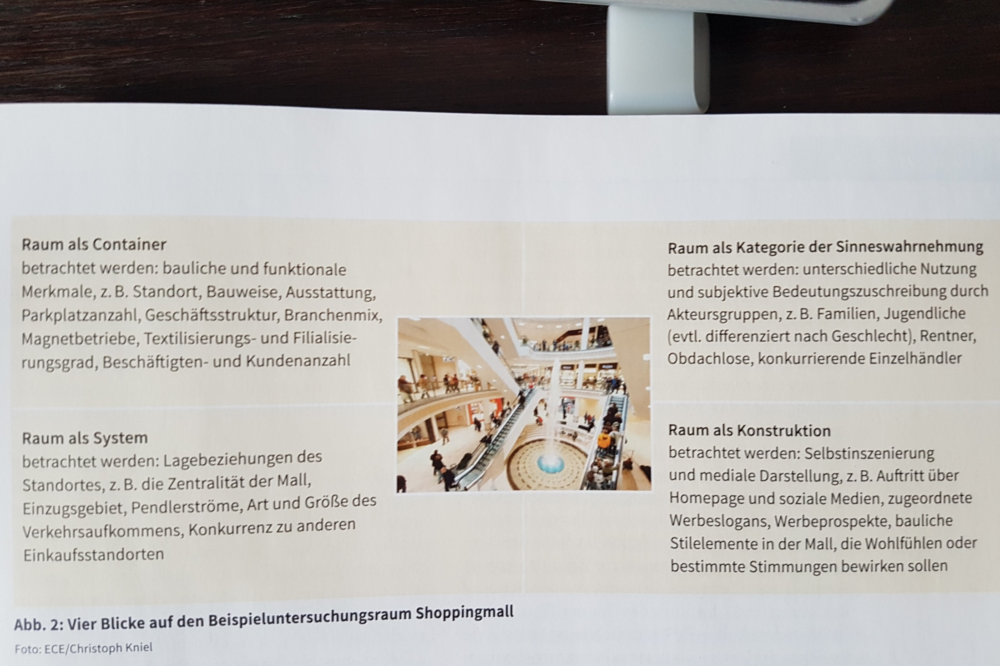 Raum als Container
betrachtet werden: bauliche und funktionale
Merkmale, z. B. Standort, Bauweise, Ausstattung,
Parkplatzanzahl, Geschäftsstruktur, Branchenmix,
Magnetbetriebe, Textilisierungs- und Filialisie-
rungsgrad, Beschäftigten- und Kundenanzahl
Raum als Kategorie der Sinneswahrnehmung
betrachtet werden: unterschiedliche Nutzung
und subjektive Bedeutungszuschreibung durch
Akteursgruppen, z. B. Familien, Jugendliche
(evtl. differenziert nach Geschlecht), Rentner,
Obdachlose, konkurrierende Einzelhändler
Raum als System
betrachtet werden: Lagebeziehungen des
Standortes, z. B. die Zentralität der Mall,
Einzugsgebiet, Pendlerströme, Art und Größe des
Verkehrsaufkommens, Konkurrenz zu anderen
Einkaufsstandorten
Raum als Konstruktion
betrachtet werden: Selbstinszenierung
und mediale Darstellung, z. B. Auftritt über
Homepage und soziale Medien, zugeordnete
Werbeslogans, Werbeprospekte, bauliche
Stilelemente in der Mall, die Wohlfühlen oder
bestimmte Stimmungen bewirken sollen
Abb. 2: Vier Blicke auf den Beispieluntersuchungsraum Shoppingmall
Foto: ECE/Christoph Kniel